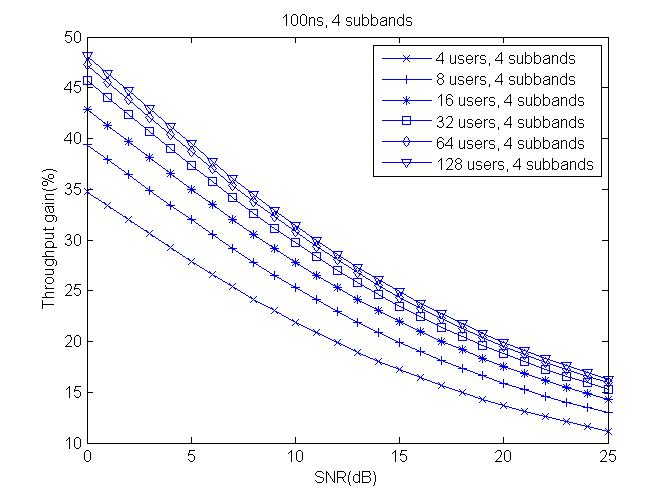 100ns, 4 subbands
50
45
40
35
30
25
20
15
10
Throughput gain(%)
4 users, 4 subbands
8 users, 4 subbands
16 users, 4 subbands
32 users, 4 subbands
64 users, 4 subbands
128 users, 4 subbands
0 5 10 15 20 25
SNR(dB)